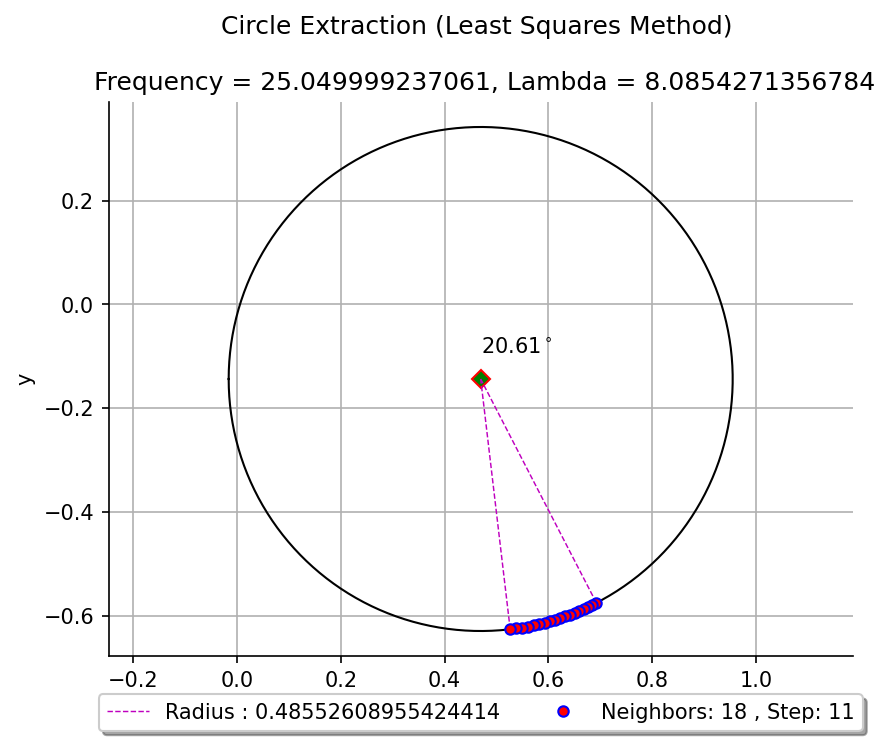 Circle Extraction (Least Squares Method)
Frequency = 25.049999237061, Lambda = 8.0854271356784
0.2
0.0
−0.2
−0.4
−0.6
y
20.61°
−0.2 0.0 0.2 0.4 0.6 0.8 1.0
Radius : 0.48552608955424414 Neighbors: 18 , Step: 11